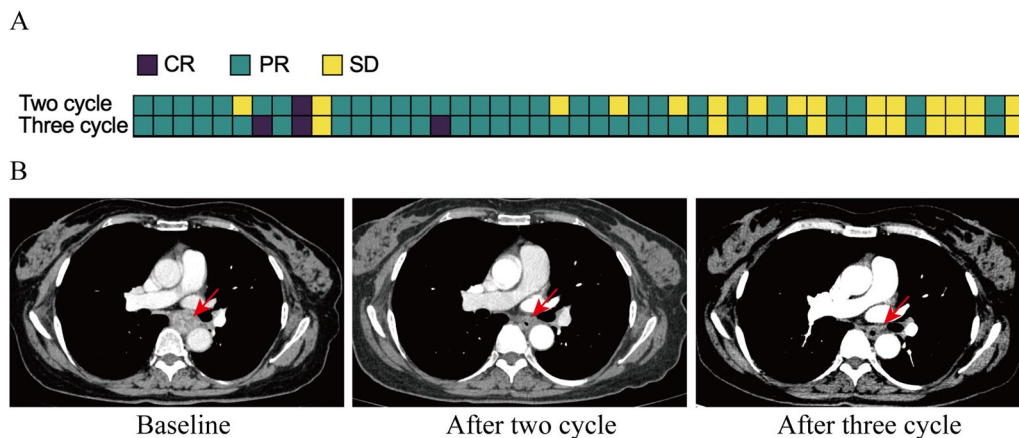 A
CR PR SD
Two cycle
Three cycle
B
Baseline After two cycle After three cycle